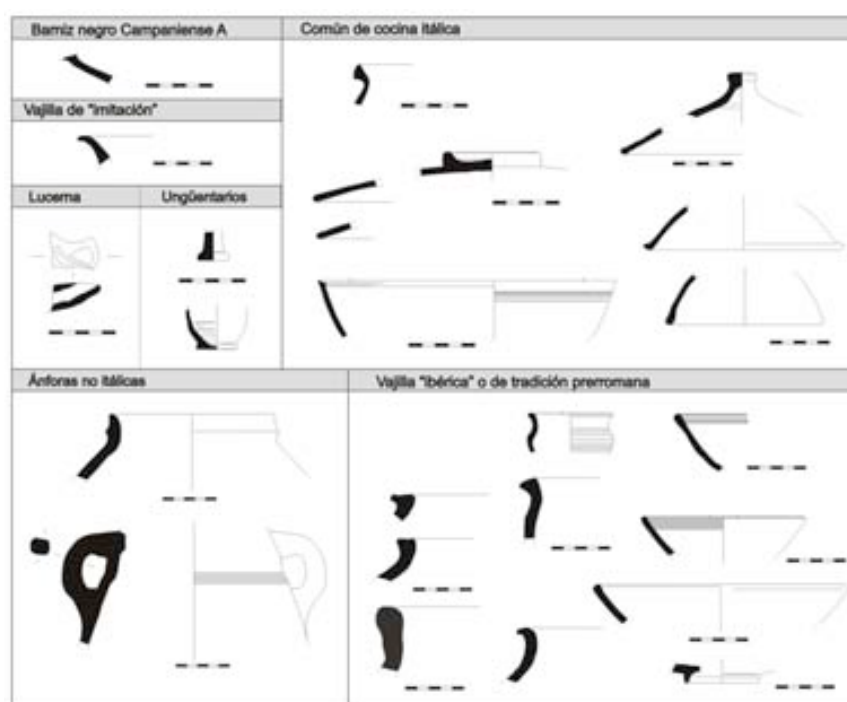 Barniz negro Campaniense A
Común de cocina itálica
Vajilla de "imitación"
Lucerna
Ungüentarios
Ánforas no itálicas
Vajilla "ibérica" o de tradición prerromana